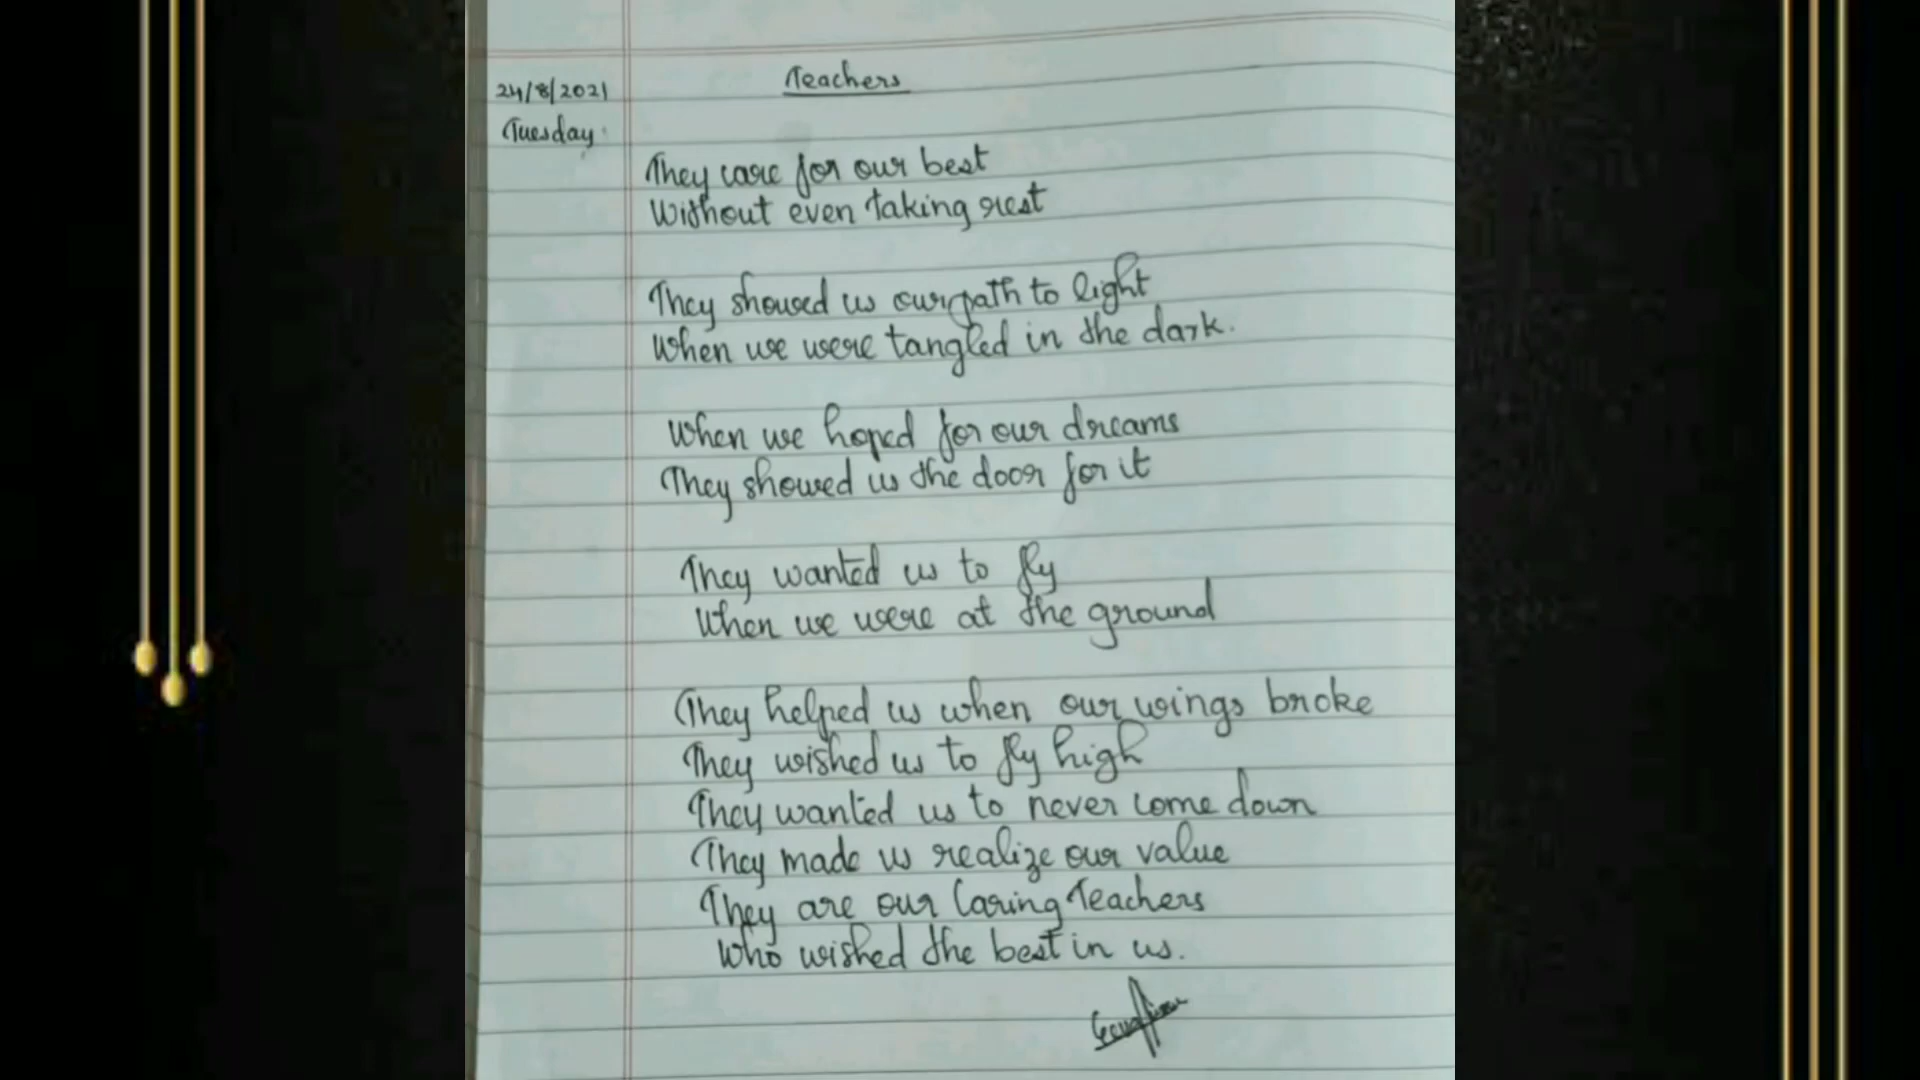 24/8/2021
Tuesday
Teachers
They care for our best
Without even taking rest
They showed us our path to light
When we were tangled in the dark.
When we hoped for our dreams
They showed us the door for it
They wanted us to fly
When we were at the ground
They helped us when our wings broke
They wished us to fly high
They wanted us to never come down
They made us realize our value
They are our Caring Teachers
Who wished the best in us.